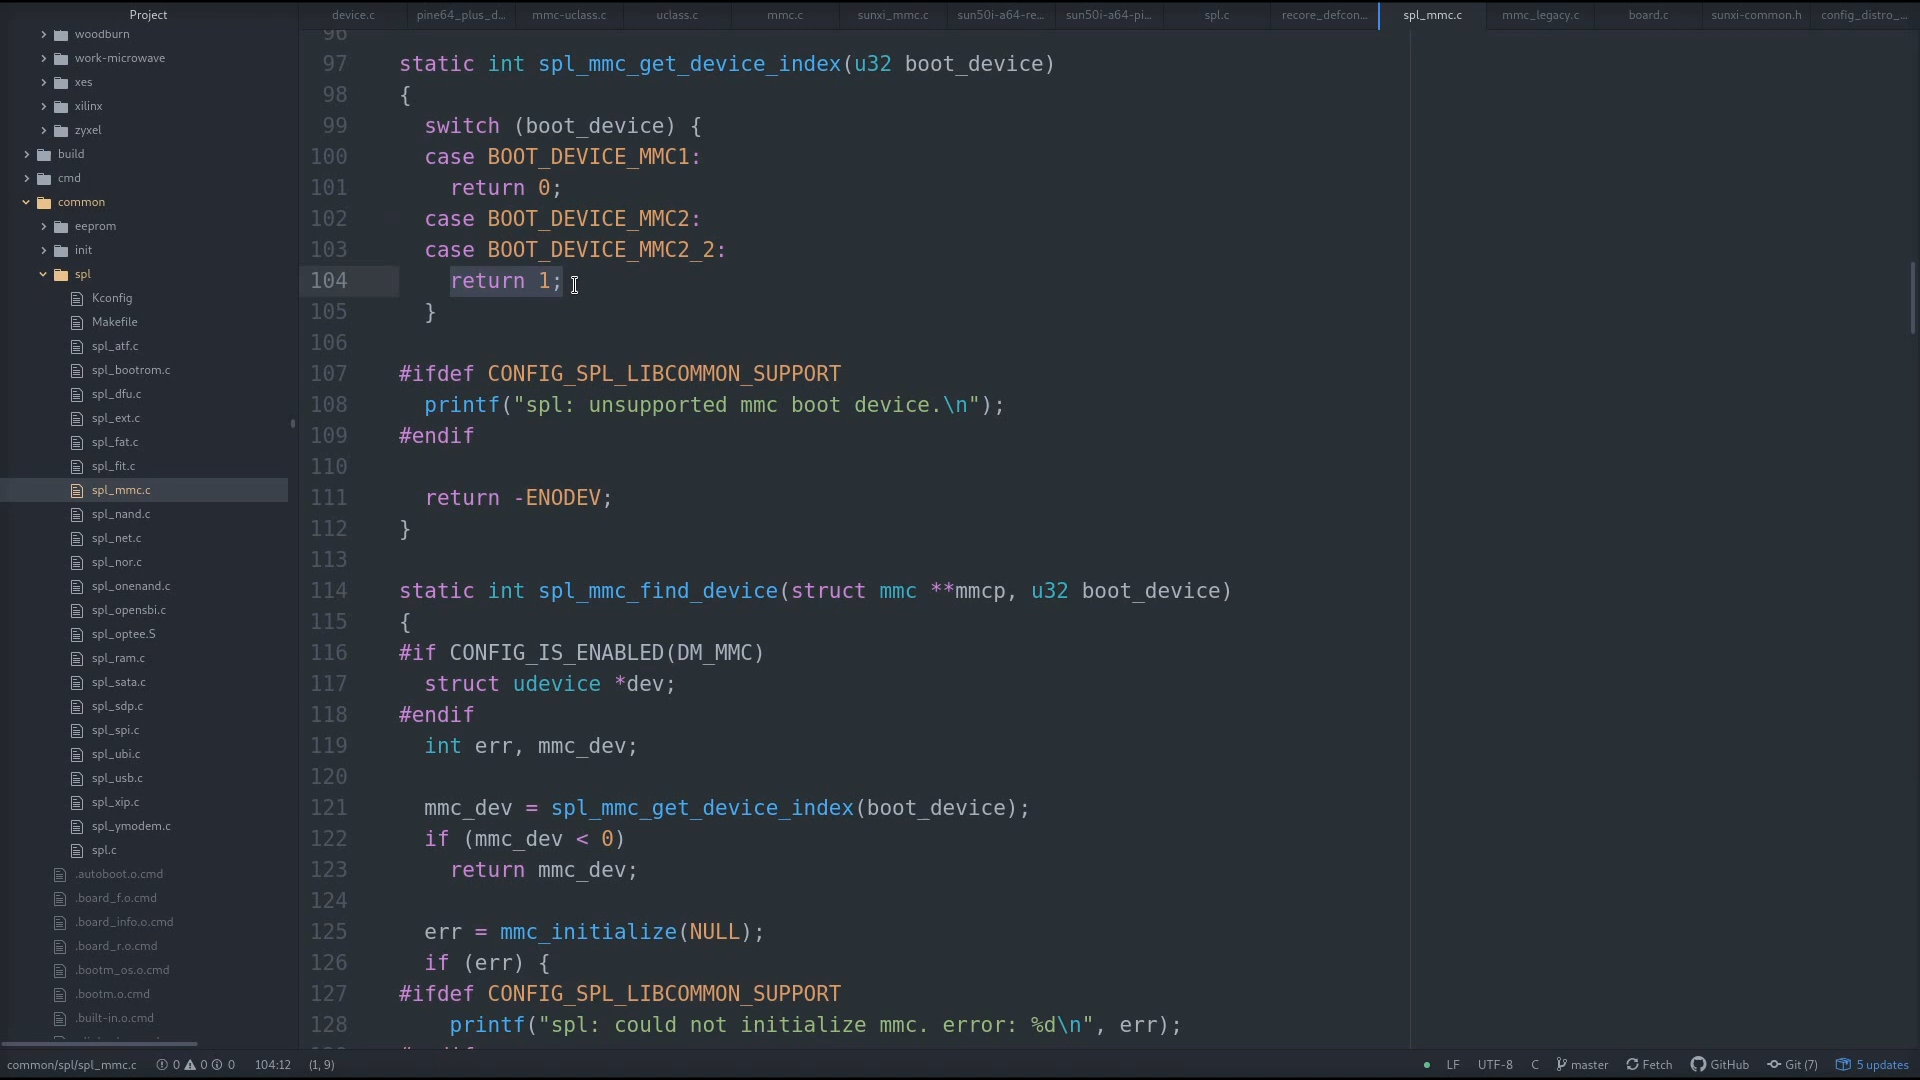 Project
device.c
pine64_plus_d...
mmc-uclass.c
uclass.c
mmc.c
sunxi_mmc.c
sun50i-a64-re...
sun50i-a64-pi...
spl.c
recore_defcon...
spl_mmc.c
mmc_legacy.c
board.c
sunxi-common.h
config_distro_...
woodburn
work-microwave
xes
xilinx
zyxel
build
cmd
common
eeprom
init
spl
Kconfig
Makefile
spl_atf.c
spl_bootrom.c
spl_dfu.c
spl_ext.c
spl_fat.c
spl_fit.c
spl_mmc.c
spl_nand.c
spl_net.c
spl_nor.c
spl_onenand.c
spl_opensbi.c
spl_optee.S
spl_ram.c
spl_sata.c
spl_sdp.c
spl_spi.c
spl_ubi.c
spl_usb.c
spl_xip.c
spl_ymodem.c
spl.c
.autoboot.o.cmd
.board_f.o.cmd
.board_info.o.cmd
.board_r.o.cmd
.bootm_os.o.cmd
.bootm.o.cmd
.built-in.o.cmd
96
97 static int spl_mmc_get_device_index(u32 boot_device)
98 {
99 switch (boot_device) {
100 case BOOT_DEVICE_MMC1:
101 return 0;
102 case BOOT_DEVICE_MMC2:
103 case BOOT_DEVICE_MMC2_2:
104 return 1;
105 }
106
107 #ifdef CONFIG_SPL_LIBCOMMON_SUPPORT
108 printf("spl: unsupported mmc boot device.\n");
109 #endif
110
111 return -ENODEV;
112 }
113
114 static int spl_mmc_find_device(struct mmc **mmcp, u32 boot_device)
115 {
116 #if CONFIG_IS_ENABLED(DM_MMC)
117 struct udevice *dev;
118 #endif
119 int err, mmc_dev;
120
121 mmc_dev = spl_mmc_get_device_index(boot_device);
122 if (mmc_dev < 0)
123 return mmc_dev;
124
125 err = mmc_initialize(NULL);
126 if (err) {
127 #ifdef CONFIG_SPL_LIBCOMMON_SUPPORT
128 printf("spl: could not initialize mmc. error: %d\n", err);
common/spl/spl_mmc.c 0 0 0 104:12 (1, 9) LF UTF-8 C master Fetch GitHub Git (7) 5 updates